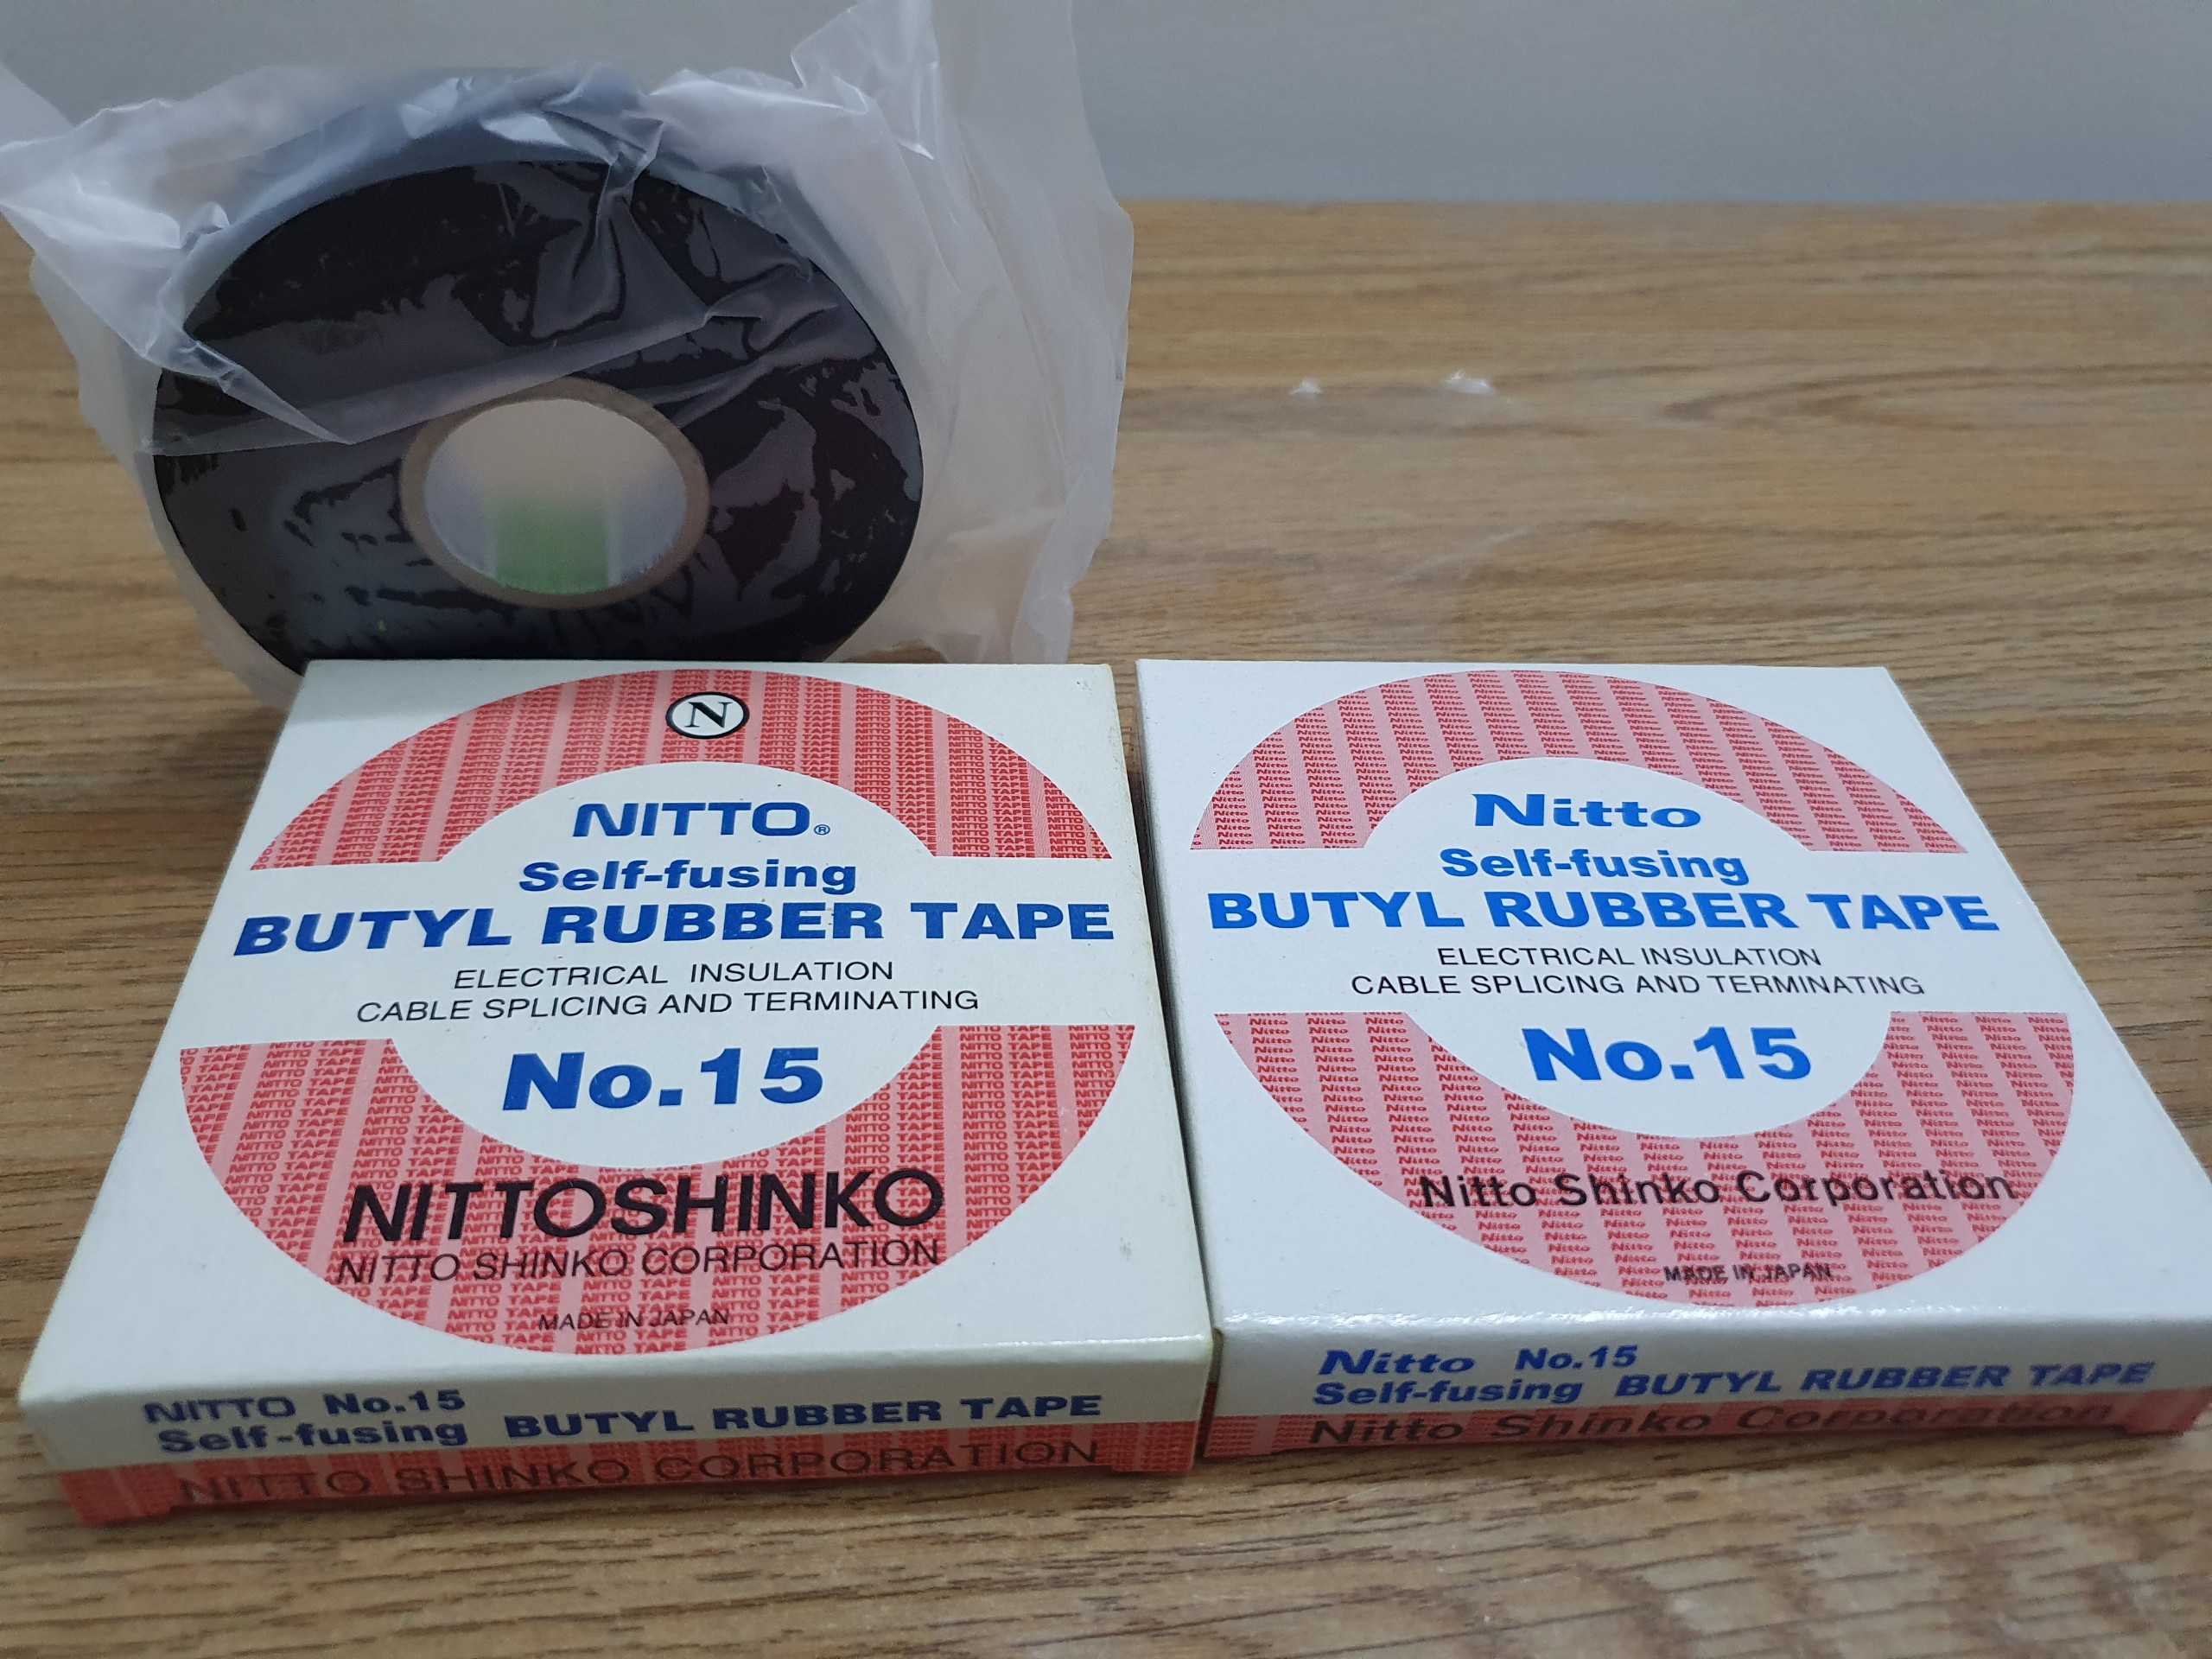 N
NITTO®
Self-fusing
BUTYL RUBBER TAPE
ELECTRICAL INSULATION
CABLE SPLICING AND TERMINATING
No.15
NITTOSHINKO
NITTO SHINKO CORPORATION
MADE IN JAPAN
NITTO No.15
Self-fusing BUTYL RUBBER TAPE
NITTO SHINKO CORPORATION
Nitto
Self-fusing
BUTYL RUBBER TAPE
ELECTRICAL INSULATION
CABLE SPLICING AND TERMINATING
No.15
Nitto Shinko Corporation
MADE IN JAPAN
Nitto No.15
Self-fusing BUTYL RUBBER TAPE
Nitto Shinko Corporation